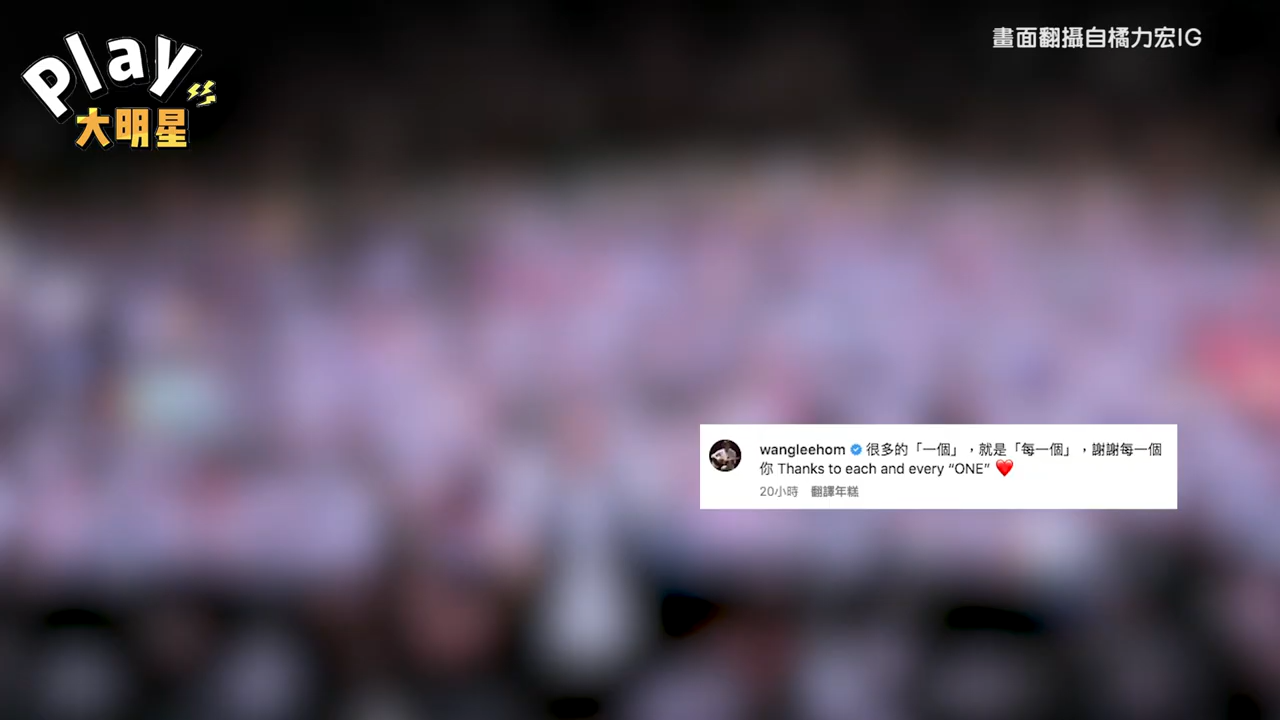 Play
大明星
畫面翻攝自橘力宏IG
wangleehom 很多的「一個」，就是「每一個」，謝謝每一個
你 Thanks to each and every “ONE” ❤️
20小時 翻譯年糕